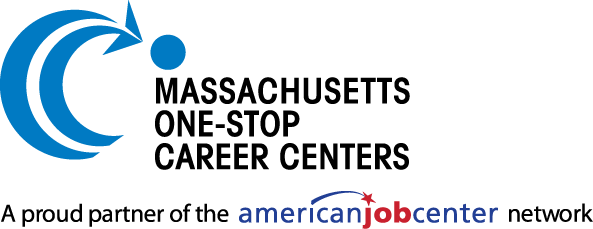 MASSACHUSETTS
ONE-STOP
CAREER CENTERS
A proud partner of the americanjobcenter network